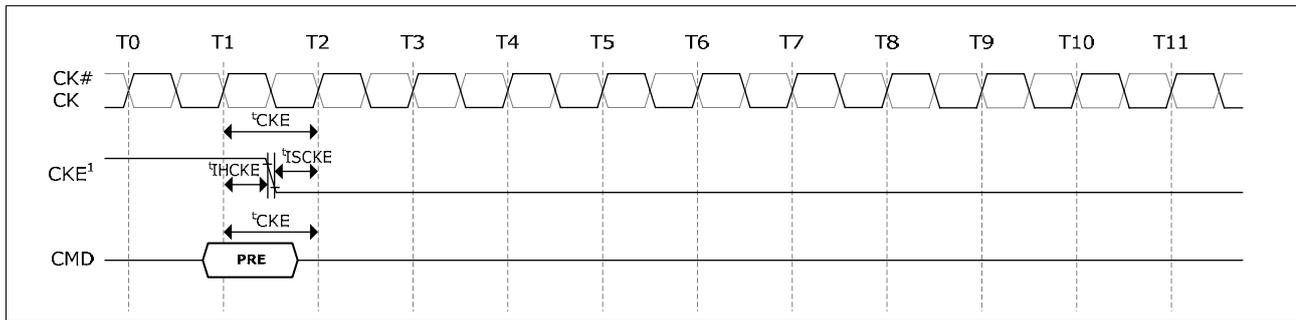 T0 T1 T2 T3 T4 T5 T6 T7 T8 T9 T10 T11
CK#
CK
tCKE
tISCKE
tIHCKE
CKE1
tCKE
CMD
PRE